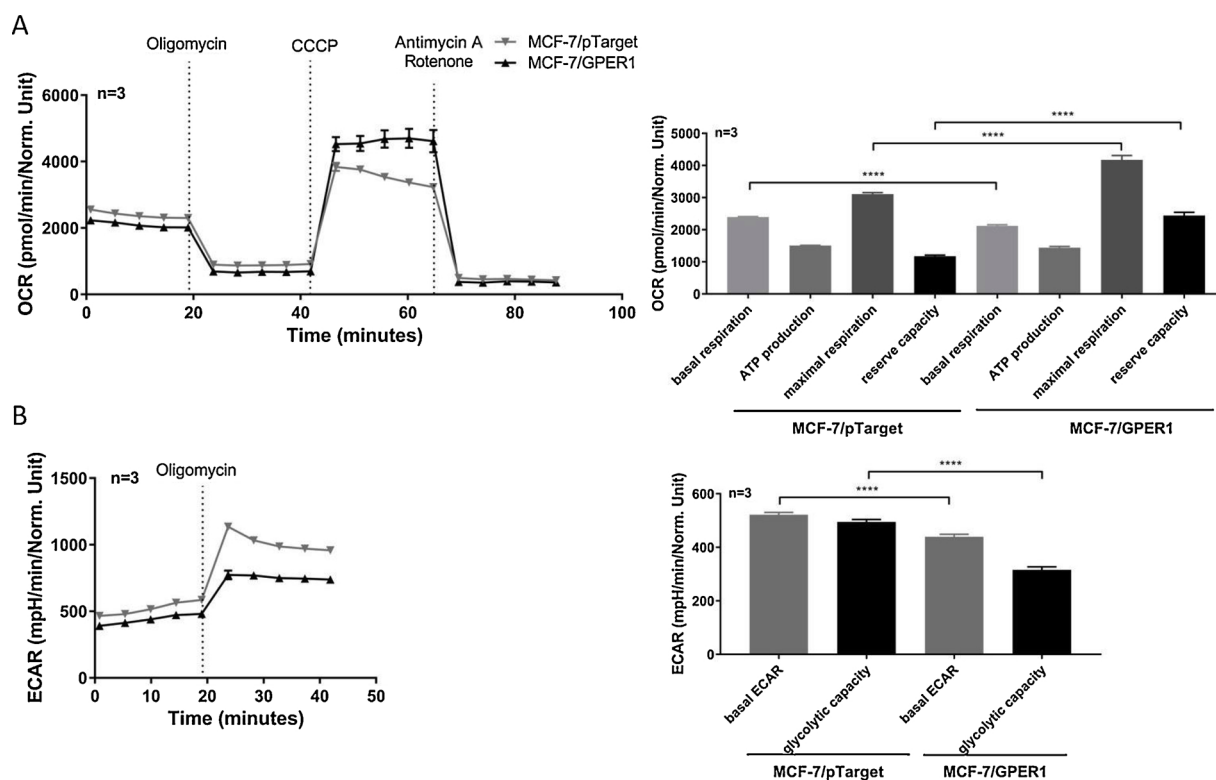 A
Oligomycin
CCCP
Antimycin A
Rotenone
MCF-7/pTarget
MCF-7/GPER1
n=3
OCR (pmol/min/Norm. Unit)
6000
4000
2000
0
0 20 40 60 80 100
Time (minutes)
n=3
**** 
****
****
OCR (pmol/min/Norm. Unit)
5000
4000
3000
2000
1000
0
basal respiration
ATP production
maximal respiration
reserve capacity
basal respiration
ATP production
maximal respiration
reserve capacity
MCF-7/pTarget
MCF-7/GPER1
B
Oligomycin
n=3
ECAR (mpH/min/Norm. Unit)
1500
1000
500
0
0 10 20 30 40 50
Time (minutes)
n=3
****
****
ECAR (mpH/min/Norm. Unit)
600
400
200
0
basal ECAR
glycolytic capacity
basal ECAR
glycolytic capacity
MCF-7/pTarget
MCF-7/GPER1